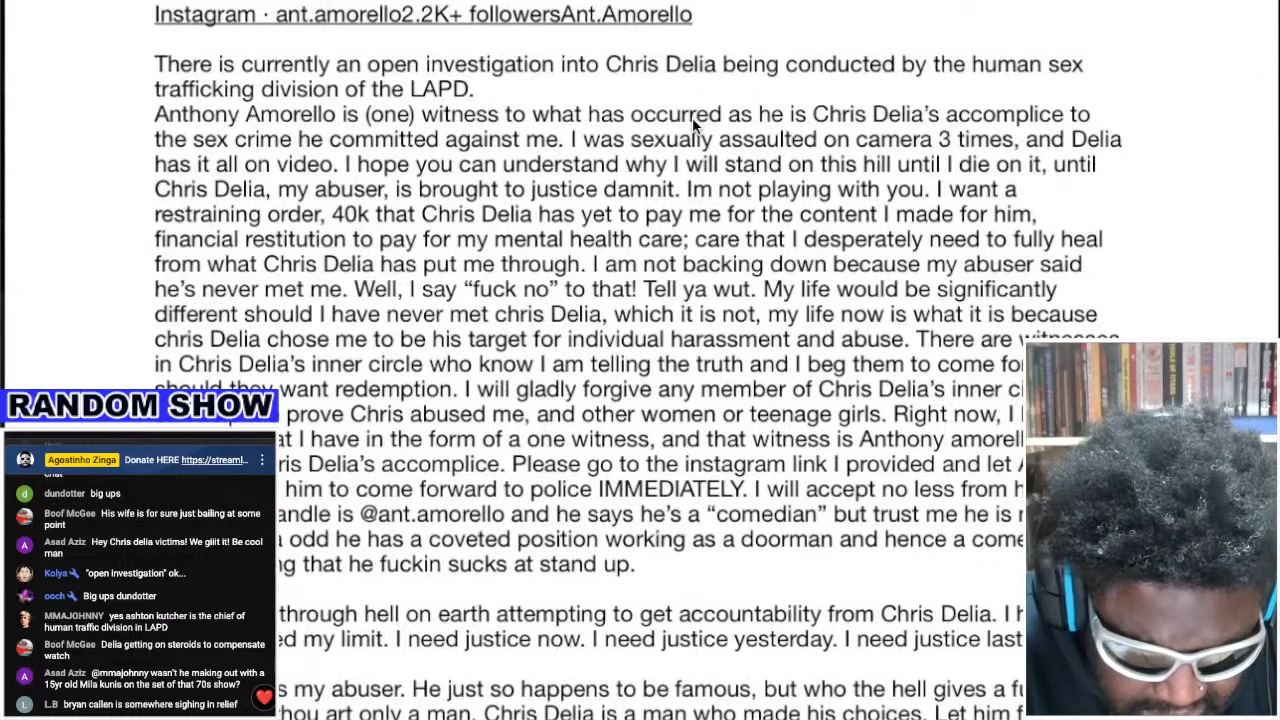 Instagram · ant.amorello2.2K+ followersAnt.Amorello
There is currently an open investigation into Chris Delia being conducted by the human sex
trafficking division of the LAPD.
Anthony Amorello is (one) witness to what has occurred as he is Chris Delia's accomplice to
the sex crime he committed against me. I was sexually assaulted on camera 3 times, and Delia
has it all on video. I hope you can understand why I will stand on this hill until I die on it, until
Chris Delia, my abuser, is brought to justice damnit. Im not playing with you. I want a
restraining order, 40k that Chris Delia has yet to pay me for the content I made for him,
financial restitution to pay for my mental health care; care that I desperately need to fully heal
from what Chris Delia has put me through. I am not backing down because my abuser said
he's never met me. Well, I say “fuck no” to that! Tell ya wut. My life would be significantly
different should I have never met chris Delia, which it is not, my life now is what it is because
chris Delia chose me to be his target for individual harassment and abuse. There are witnesses
in Chris Delia's inner circle who know I am telling the truth and I beg them to come
should they want redemption. I will gladly forgive any member of Chris Delia's inner
prove Chris abused me, and other women or teenage girls. Right now, I
I have in the form of a one witness, and that witness is Anthony
Delia's accomplice. Please go to the instagram link I provided and let
him to come forward to police IMMEDIATELY. I will accept no less from
is @ant.amorello and he says he's a “comedian” but trust me he is
odd he has a coveted position working as a doorman and hence a
that he fuckin sucks at stand up.
through hell on earth attempting to get accountability from Chris Delia. I
my limit. I need justice now. I need justice yesterday. I need justice last
my abuser. He just so happens to be famous, but who the hell gives a
thou art only a man. Chris Delia is a man who made his choices. Let him
RANDOM SHOW
Agostinho Zinga Donate HERE https://streaml...
chat
dundotter big ups
Boof McGee His wife is for sure just bailing at some
point
Asad Aziz Hey Chris delia victims! We giiit it! Be cool
man
Kolya "open investigation" ok...
ooch Big ups dundotter
MMAJOHNNY yes ashton kutcher is the chief of
human traffic division in LAPD
Boof McGee Delia getting on steroids to compensate
watch
Asad Aziz @mmajohnny wasn't he making out with a
15yr old Mila kunis on the set of that 70s show?
L.B bryan callen is somewhere sighing in relief